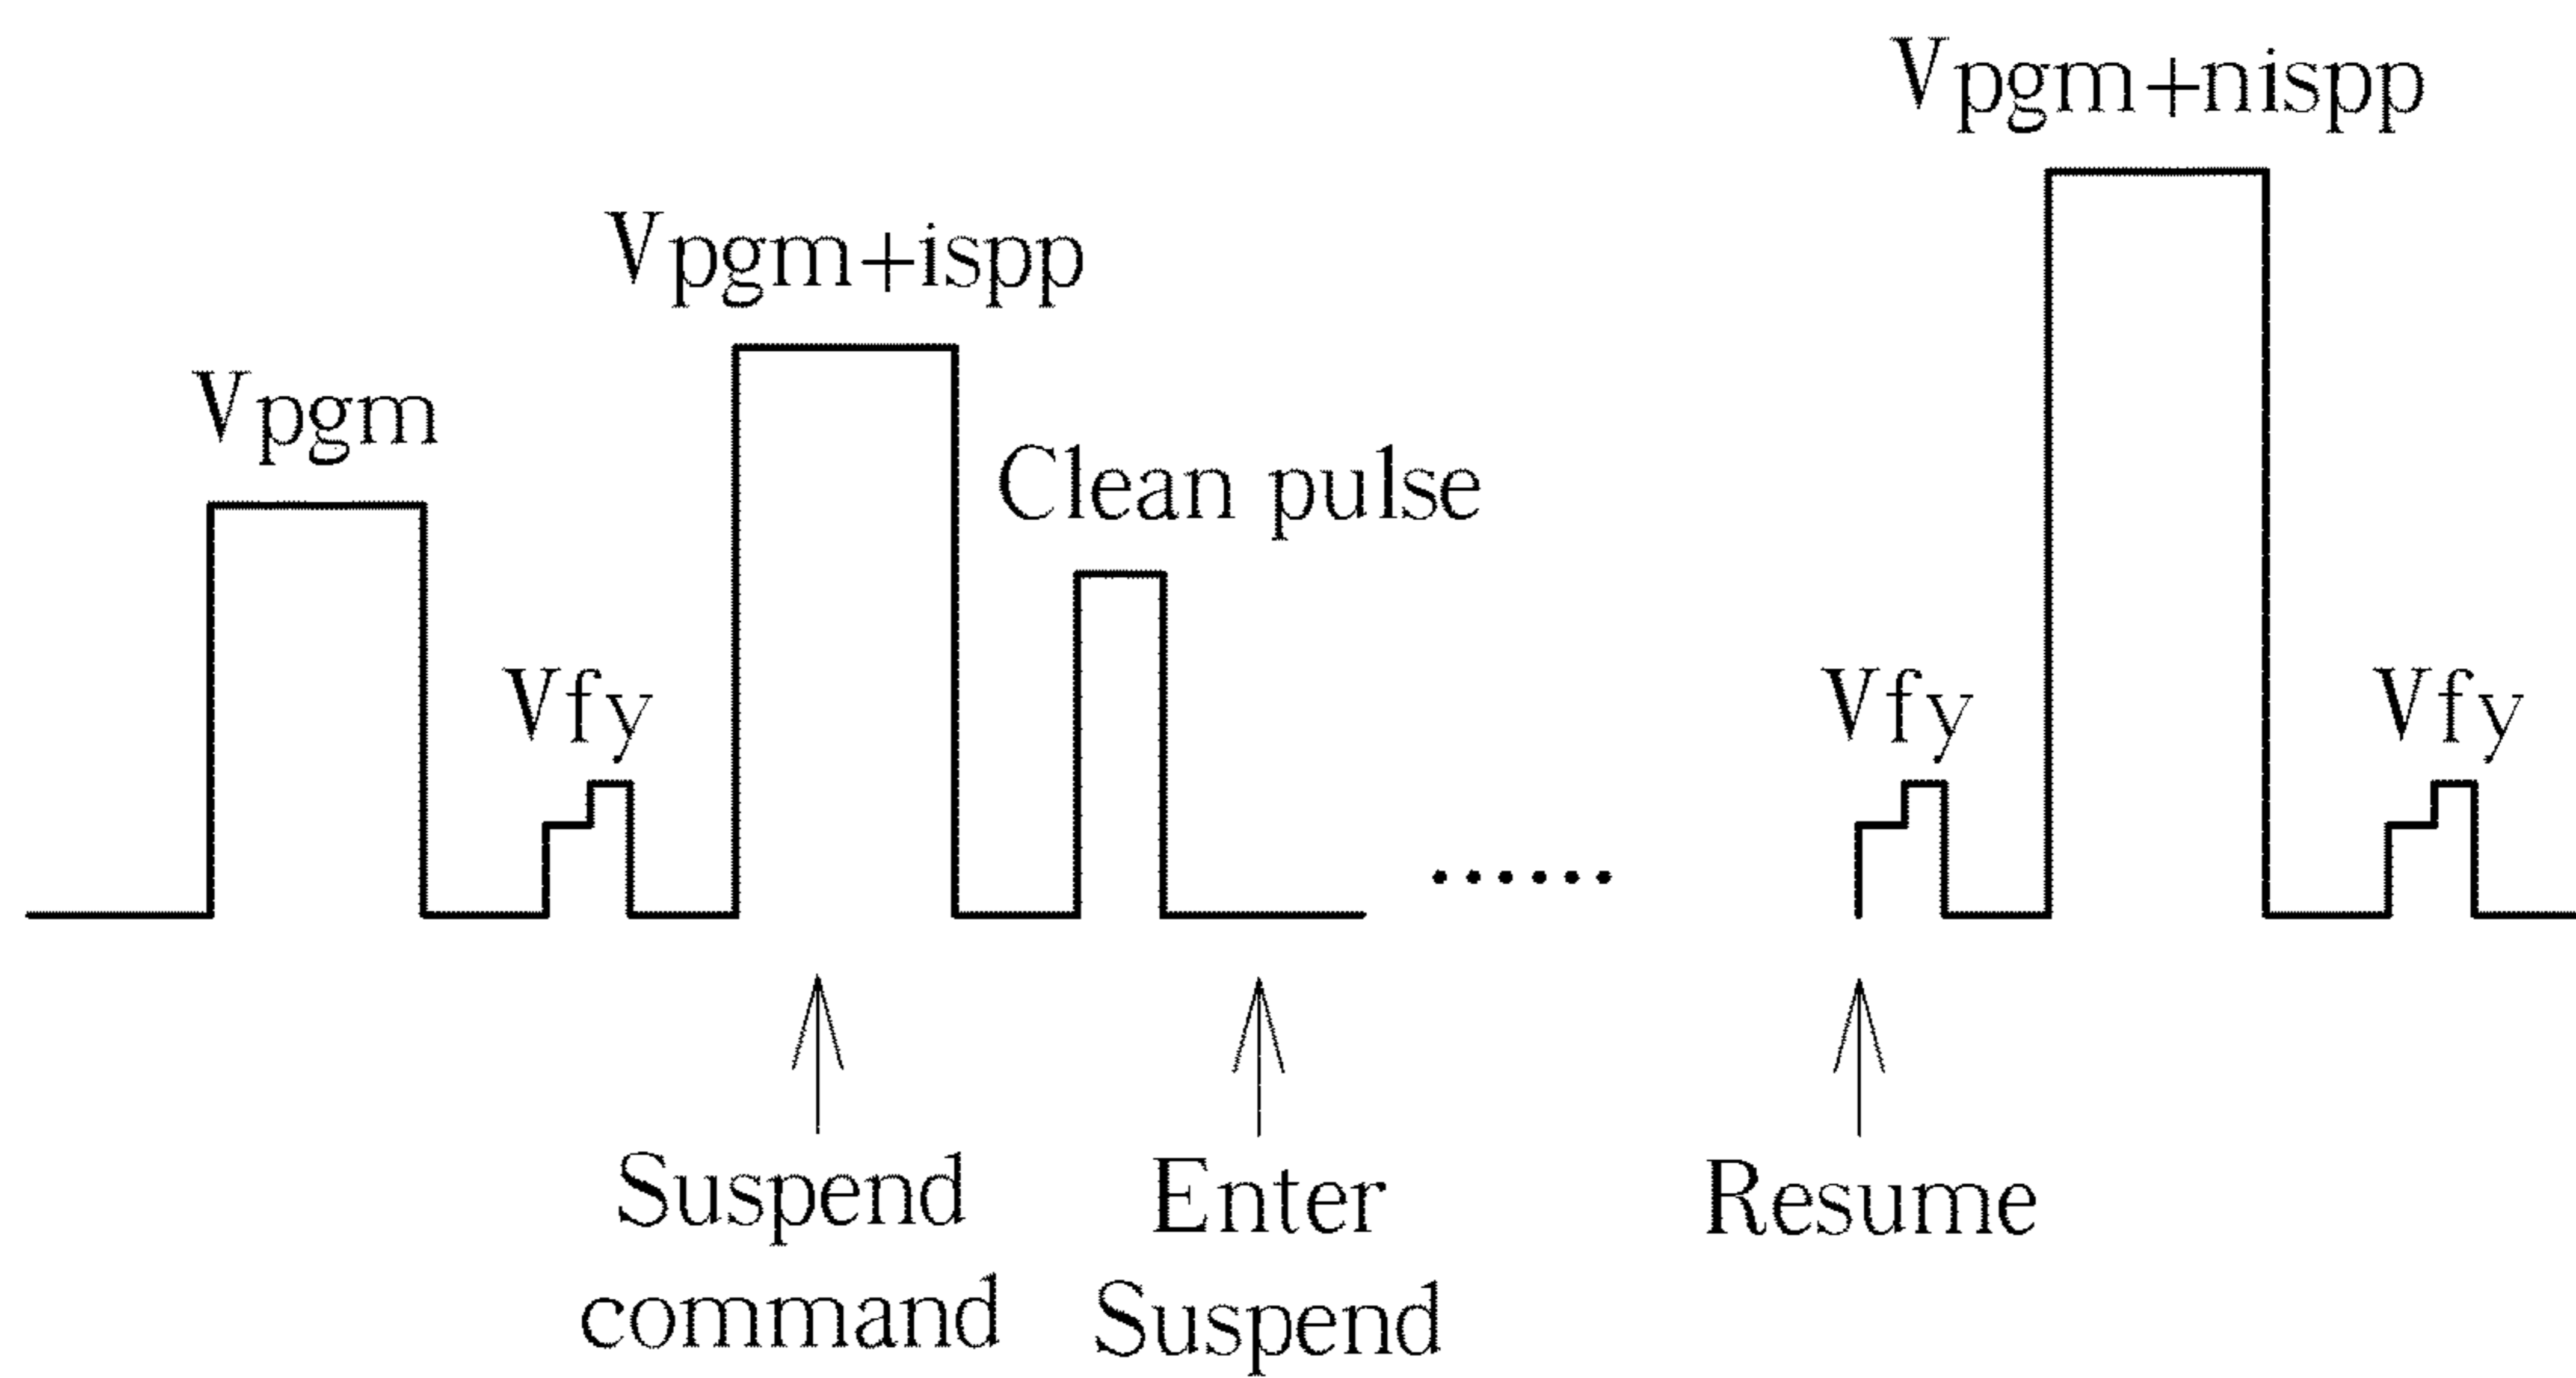 Vpgm+nispp
Vpgm+ispp
Vpgm
Clean pulse
Vfy
Vfy
Vfy
Suspend
command
Enter
Suspend
Resume